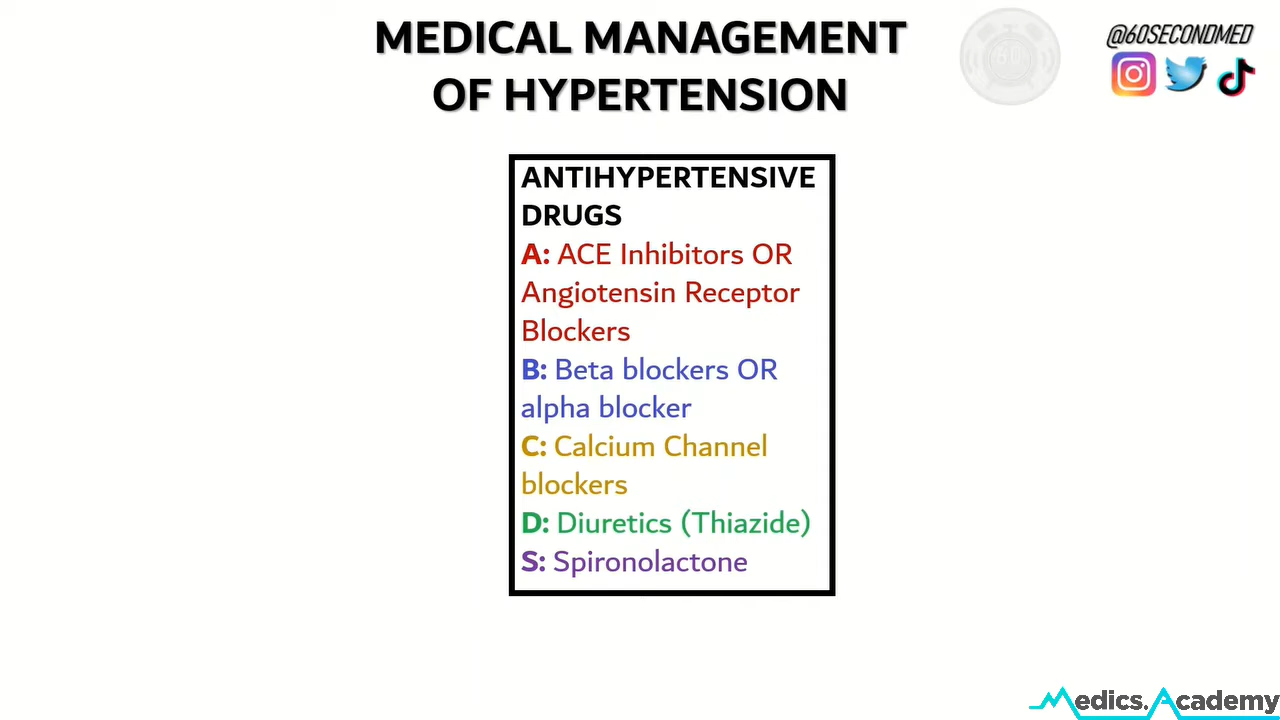 MEDICAL MANAGEMENT
OF HYPERTENSION
60
@60SECONDMED
ANTIHYPERTENSIVE
DRUGS
A: ACE Inhibitors OR
Angiotensin Receptor
Blockers
B: Beta blockers OR
alpha blocker
C: Calcium Channel
blockers
D: Diuretics (Thiazide)
S: Spironolactone
Medics.Academy